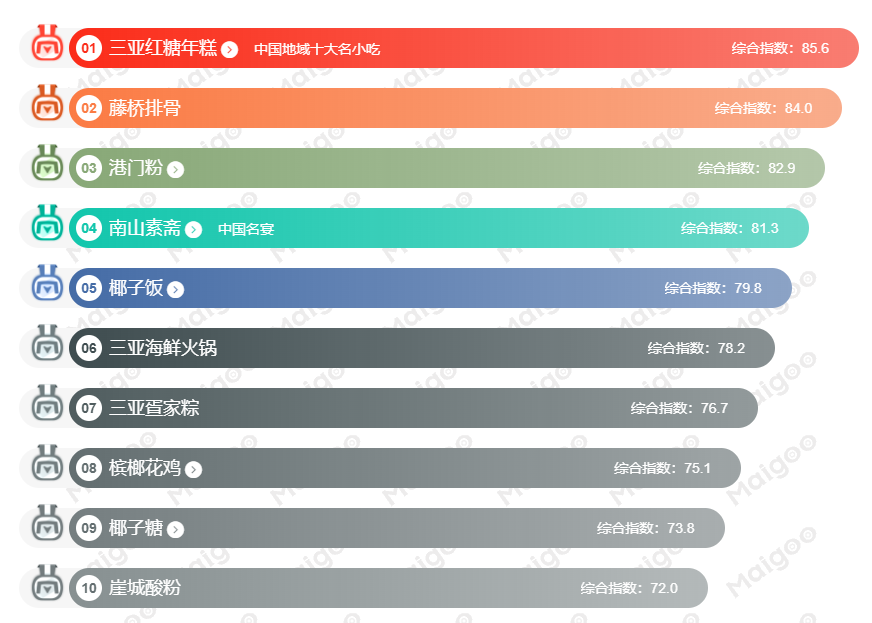 01 三亚红糖年糕 中国地域十大名小吃 综合指数：85.6
02 藤桥排骨 综合指数：84.0
03 港门粉 综合指数：82.9
04 南山素斋 中国名宴 综合指数：81.3
05 椰子饭 综合指数：79.8
06 三亚海鲜火锅 综合指数：78.2
07 三亚疍家粽 综合指数：76.7
08 槟榔花鸡 综合指数：75.1
09 椰子糖 综合指数：73.8
10 崖城酸粉 综合指数：72.0
Maigoo